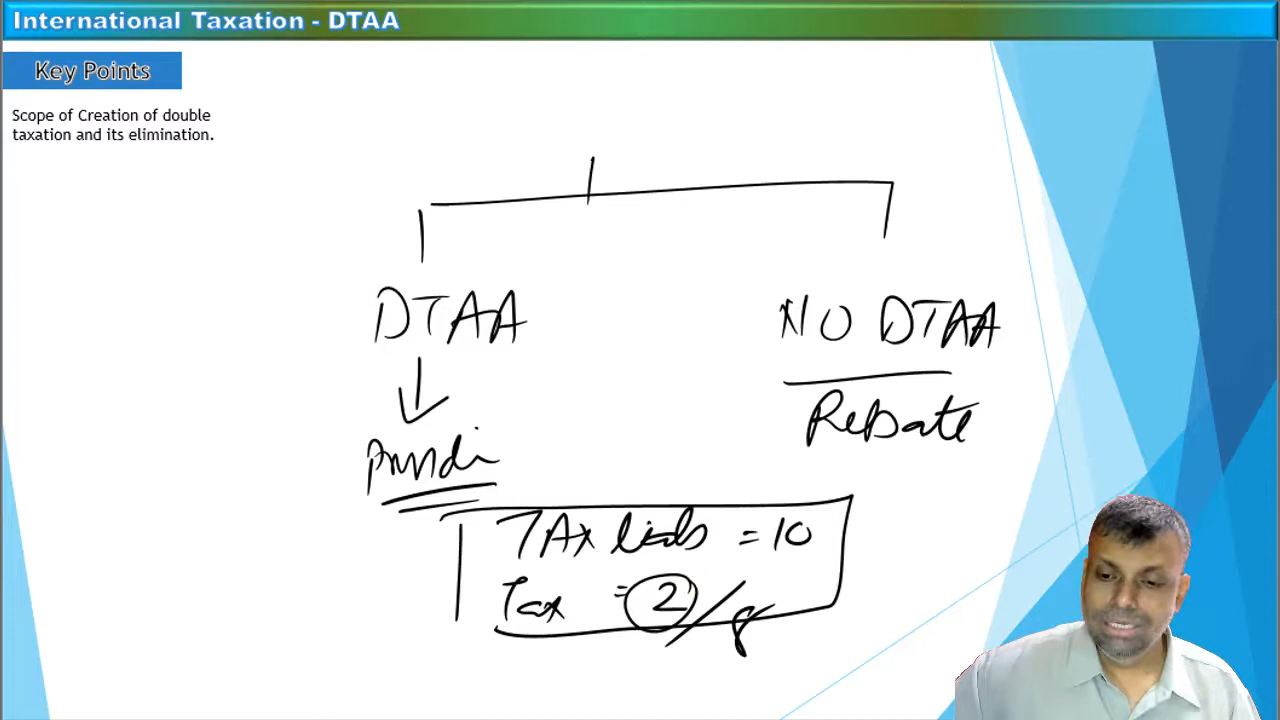 International Taxation - DTAA
Key Points
Scope of Creation of double
taxation and its elimination.
DTAA
NO DTAA
Rebate
TAx liab = 10
Tax = 2/8